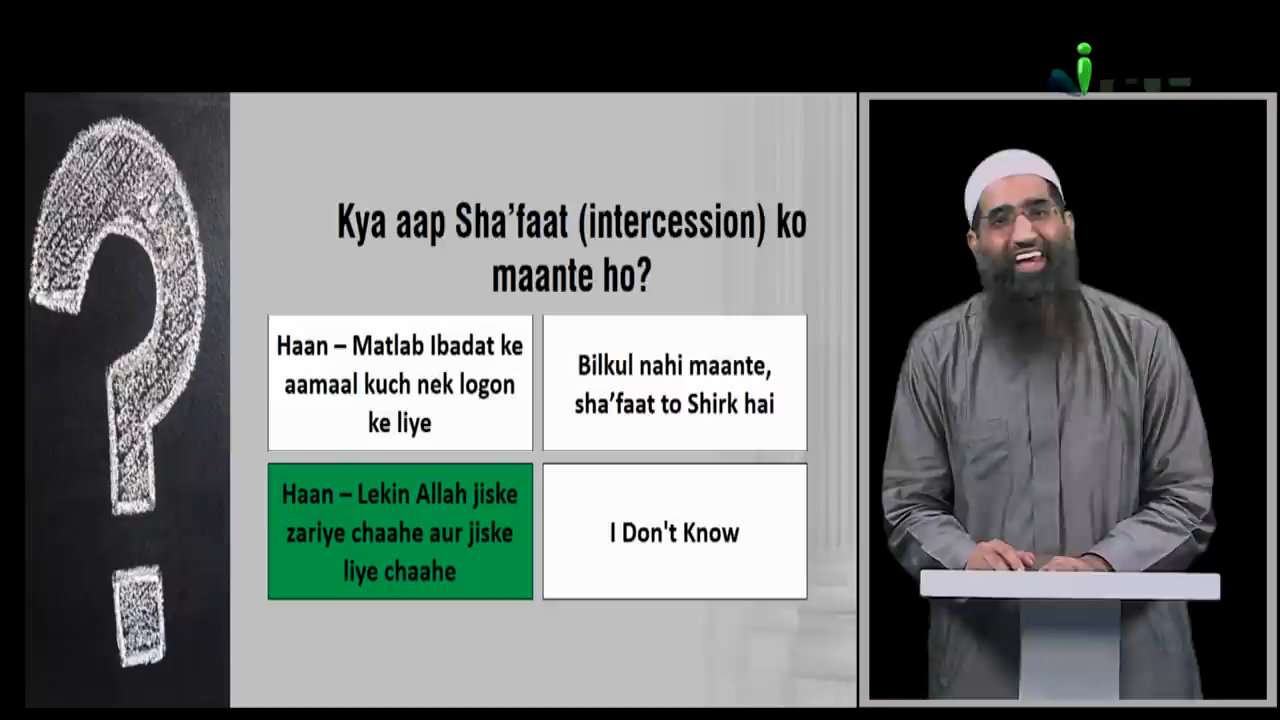 Kya aap Sha’faat (intercession) ko
maante ho?
Haan – Matlab Ibadat ke
aamaal kuch nek logon
ke liye
Bilkul nahi maante,
sha’faat to Shirk hai
Haan – Lekin Allah jiske
zariye chaahe aur jiske
liye chaahe
I Don't Know